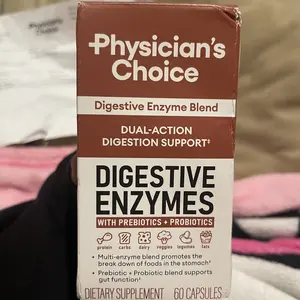 Physician's
Choice
Digestive Enzyme Blend
DUAL-ACTION
DIGESTION SUPPORT‡
DIGESTIVE
ENZYMES
WITH PREBIOTICS + PROBIOTICS
protein carbs dairy veggies legumes fats
• Multi-enzyme blend promotes the
break down of foods in the stomach‡
• Prebiotic + Probiotic blend supports
gut function‡
DIETARY SUPPLEMENT 60 CAPSULES
Physician's
Choice